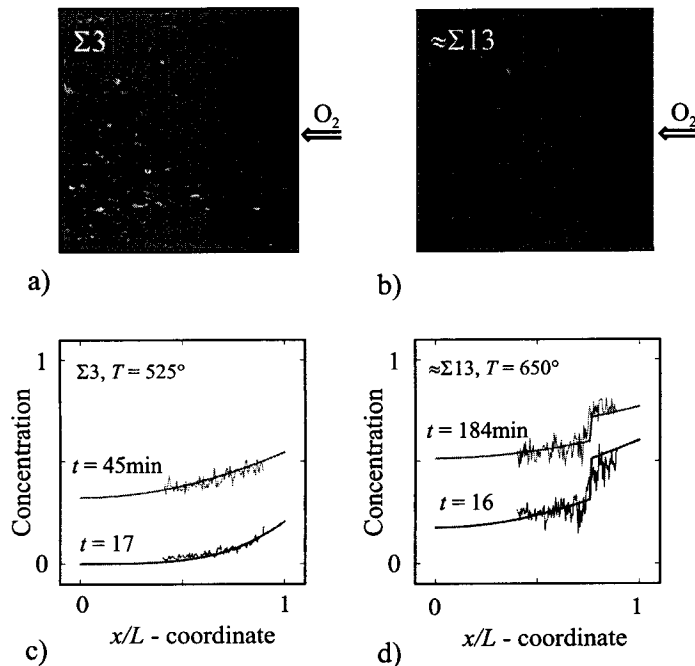 Σ3
O₂
a)
≈Σ13
O₂
b)
1
Σ3, T = 525°
Concentration
t = 45min
t = 17
0
0
1
x/L - coordinate
c)
1
≈Σ13, T = 650°
Concentration
t = 184min
t = 16
0
0
1
x/L - coordinate
d)